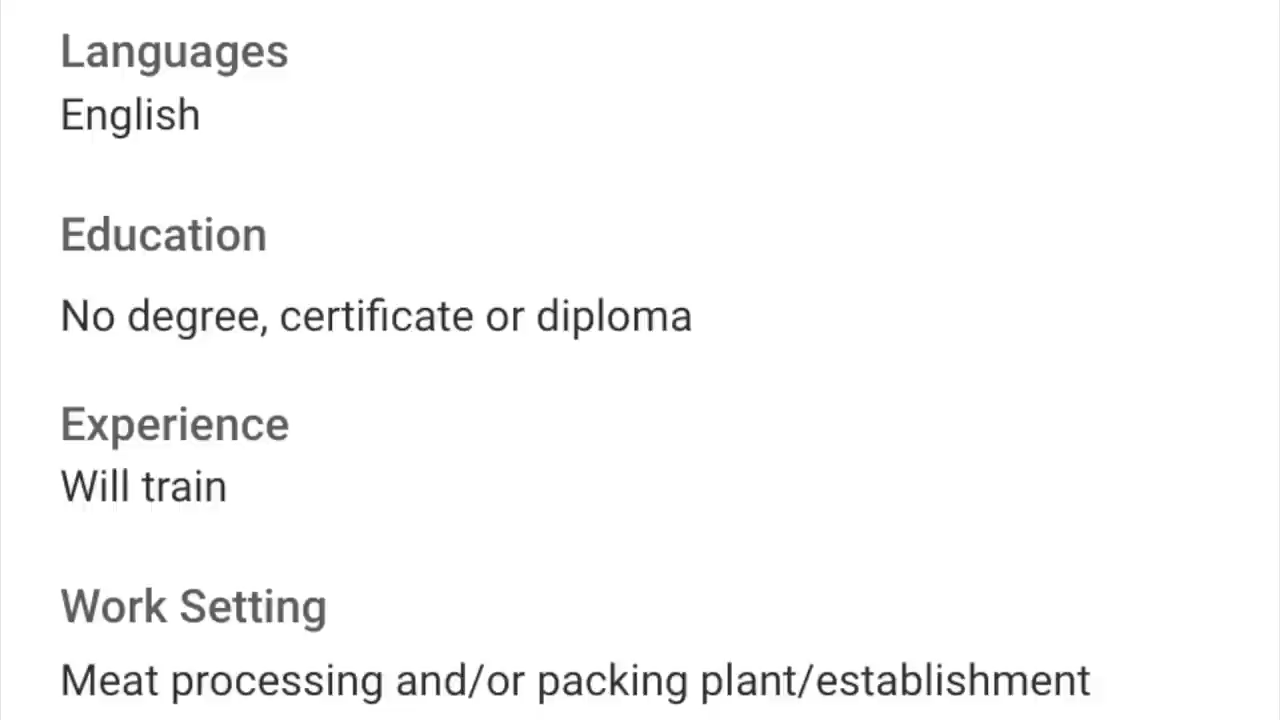 Languages
English
Education
No degree, certificate or diploma
Experience
Will train
Work Setting
Meat processing and/or packing plant/establishment